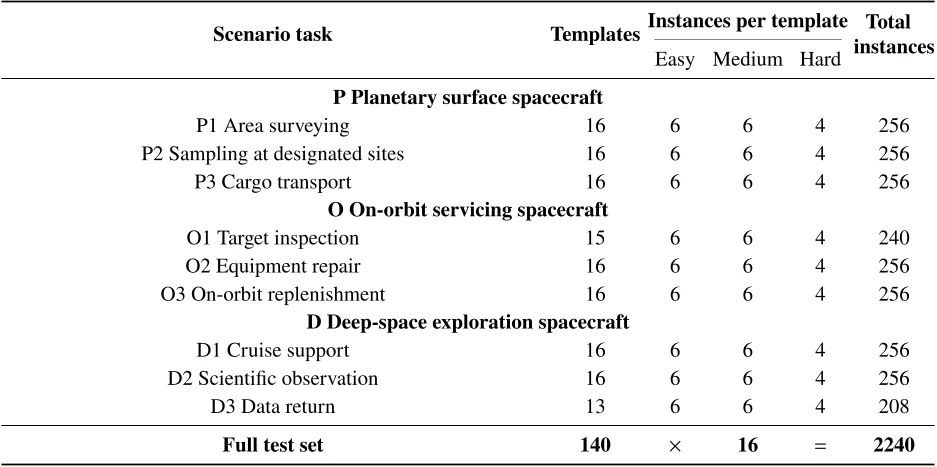 Scenario task Templates Instances per template Total instances
Easy Medium Hard
P Planetary surface spacecraft
P1 Area surveying 16 6 6 4 256
P2 Sampling at designated sites 16 6 6 4 256
P3 Cargo transport 16 6 6 4 256
O On-orbit servicing spacecraft
O1 Target inspection 15 6 6 4 240
O2 Equipment repair 16 6 6 4 256
O3 On-orbit replenishment 16 6 6 4 256
D Deep-space exploration spacecraft
D1 Cruise support 16 6 6 4 256
D2 Scientific observation 16 6 6 4 256
D3 Data return 13 6 6 4 208
Full test set 140 × 16 = 2240